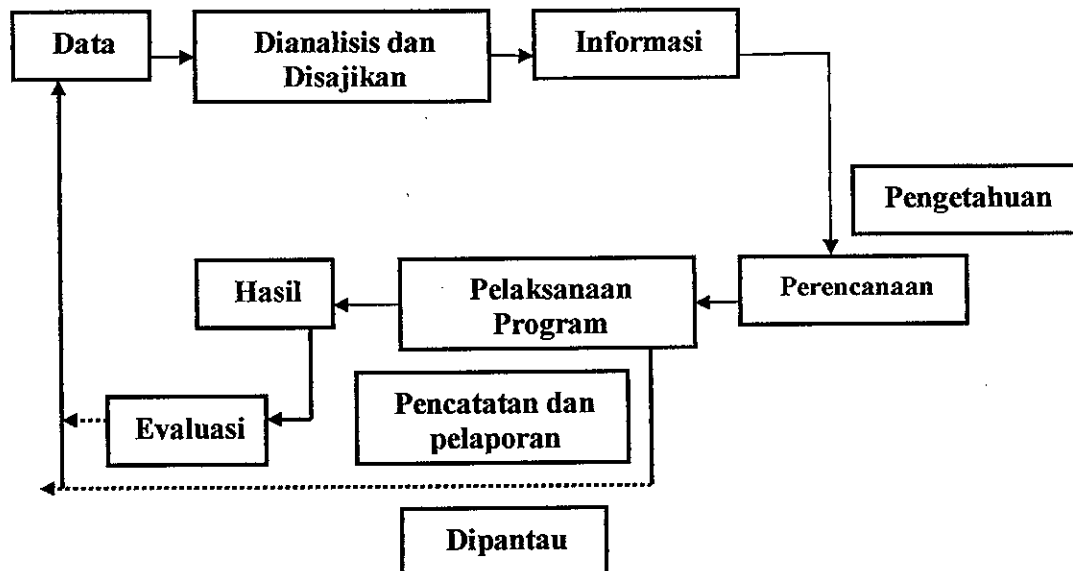 Data
Dianalisis dan
Disajikan
Informasi
Pengetahuan
Perencanaan
Pelaksanaan
Program
Hasil
Pencatatan dan
pelaporan
Evaluasi
Dipantau